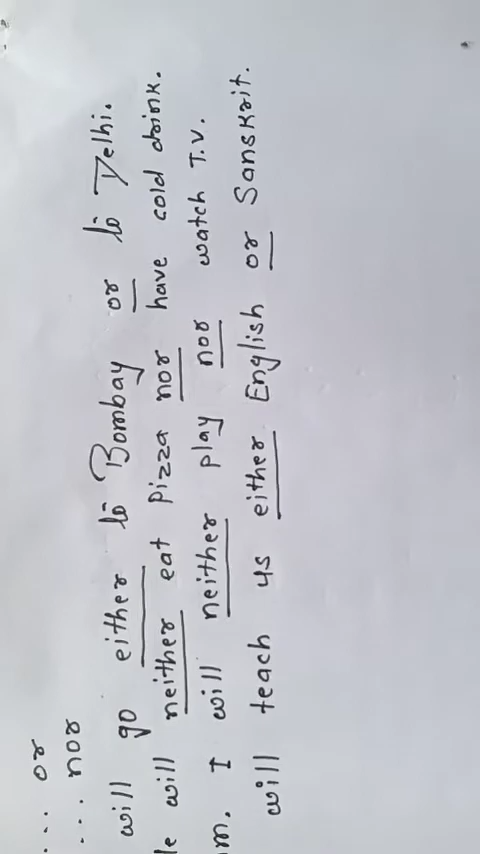 ... or
... nor
will go either to Bombay or to Delhi.
will neither eat pizza nor have cold drink.
I will neither play nor watch T.V.
will teach us either English or Sanskrit.